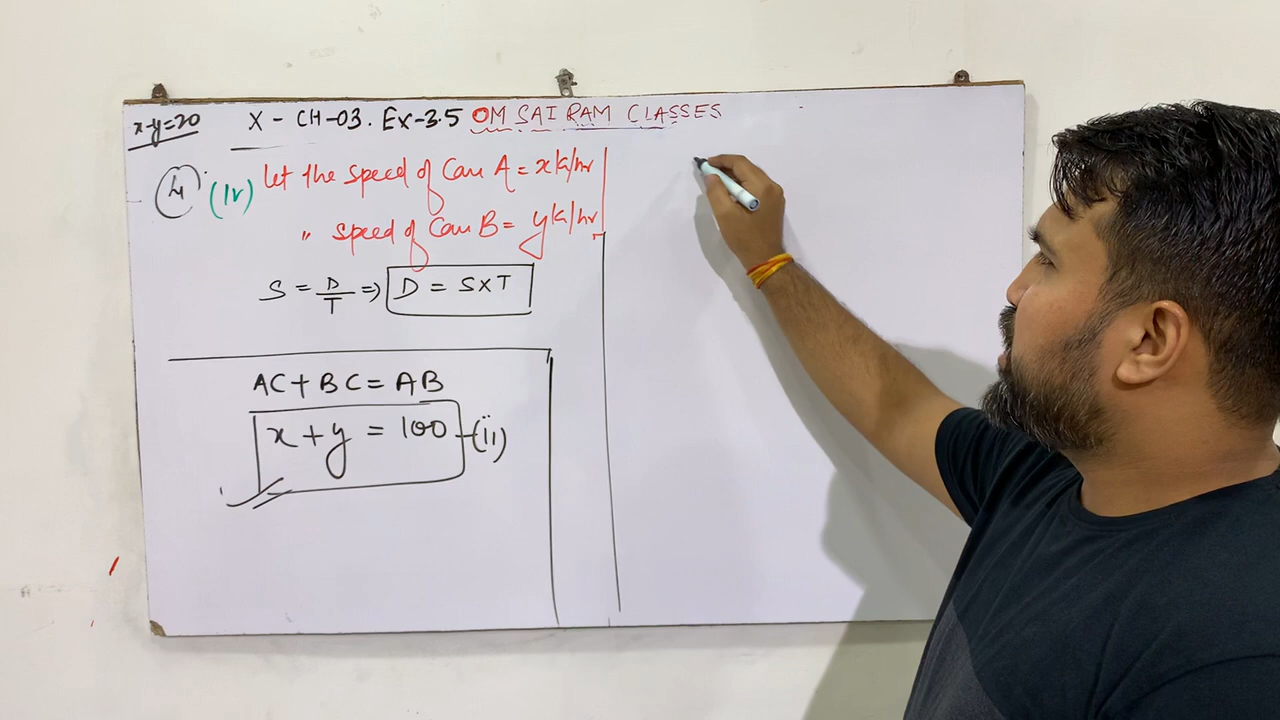 x-y=20
X - CH-03. Ex-3.5 OM SAI RAM CLASSES
4 (iv) let the speed of Car A = x k/hr
" speed of Car B = y k/hr
S = D/T => D = S×T
AC + BC = AB
x + y = 100 -(ii)